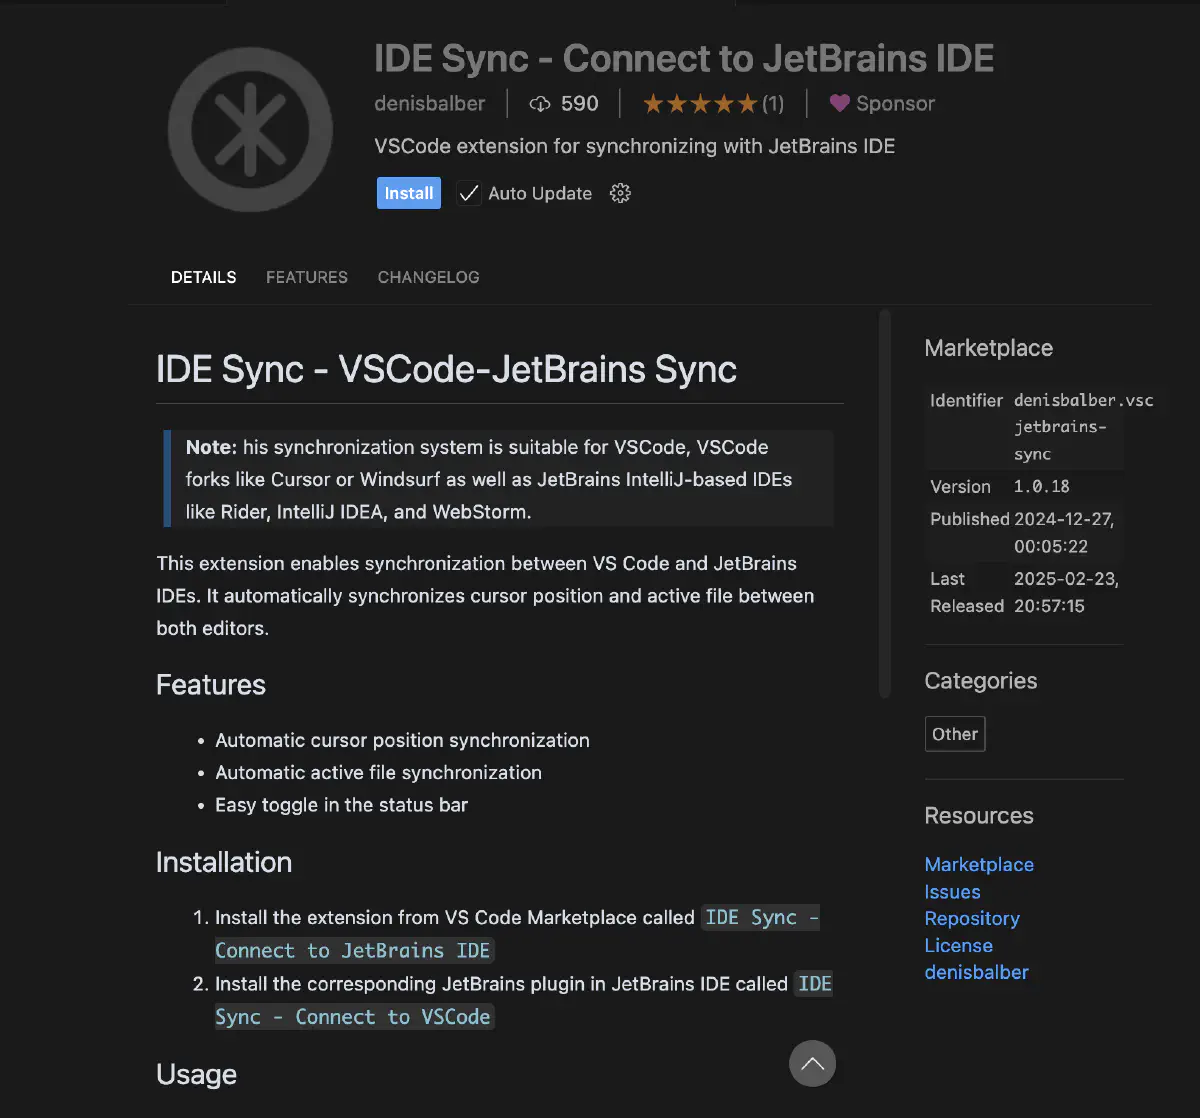 IDE Sync - Connect to JetBrains IDE
denisbalber 590 (1) Sponsor
VSCode extension for synchronizing with JetBrains IDE
Install Auto Update
DETAILS FEATURES CHANGELOG
IDE Sync - VSCode-JetBrains Sync
Note: his synchronization system is suitable for VSCode, VSCode
forks like Cursor or Windsurf as well as JetBrains IntelliJ-based IDEs
like Rider, IntelliJ IDEA, and WebStorm.
This extension enables synchronization between VS Code and JetBrains
IDEs. It automatically synchronizes cursor position and active file between
both editors.
Features
• Automatic cursor position synchronization
• Automatic active file synchronization
• Easy toggle in the status bar
Installation
1. Install the extension from VS Code Marketplace called IDE Sync -
Connect to JetBrains IDE
2. Install the corresponding JetBrains plugin in JetBrains IDE called IDE
Sync - Connect to VSCode
Usage
Marketplace
Identifier denisbalber.vsc
jetbrains-
sync
Version 1.0.18
Published 2024-12-27,
00:05:22
Last 2025-02-23,
Released 20:57:15
Categories
Other
Resources
Marketplace
Issues
Repository
License
denisbalber